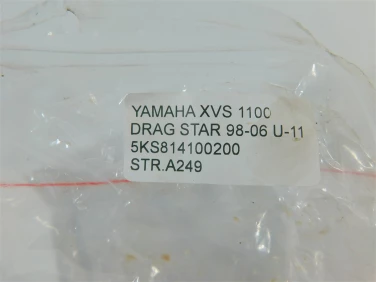 YAMAHA XVS 1100
DRAG STAR 98-06 U-11
5KS814100200
STR.A249